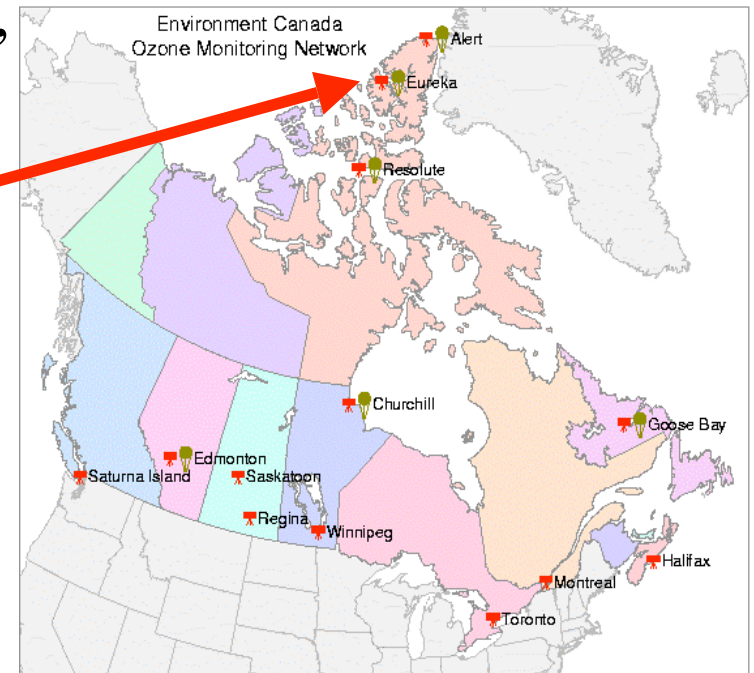 Environment Canada
Ozone Monitoring Network
Alert
Eureka
Resolute
Churchill
Goose Bay
Edmonton
Saturna Island
Saskatoon
Regina
Winnipeg
Halifax
Montreal
Toronto